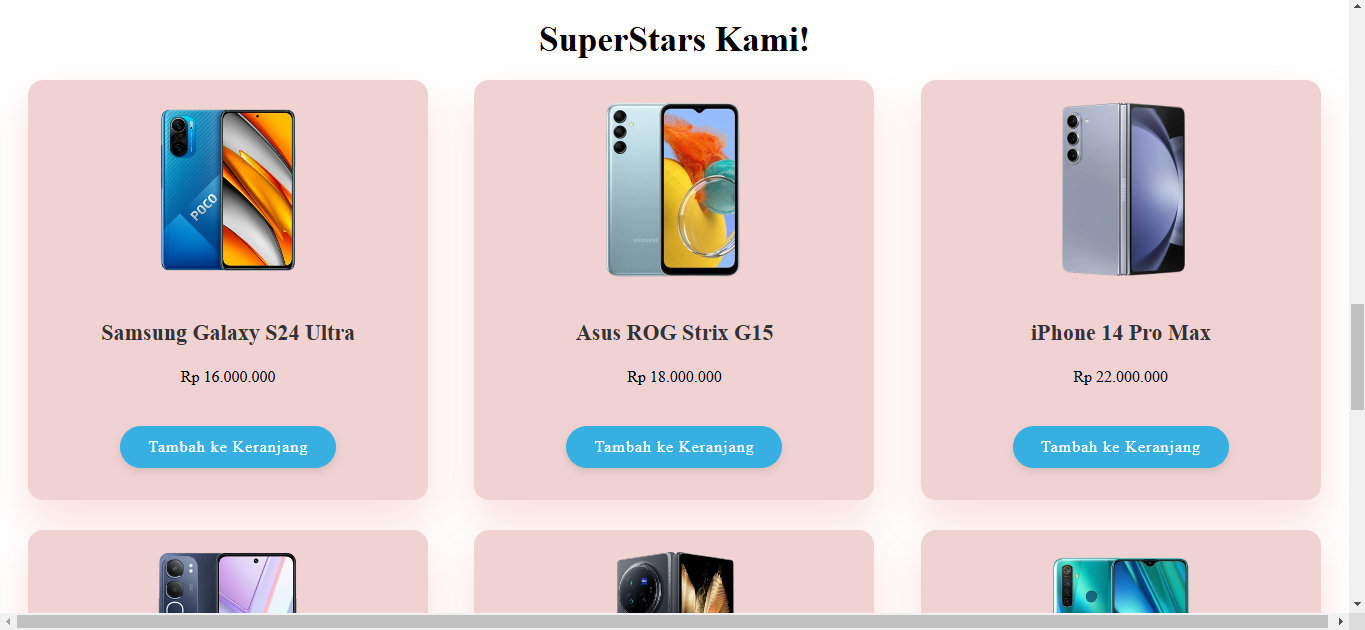 SuperStars Kami!
POCO
SAMSUNG
Samsung Galaxy S24 Ultra
Asus ROG Strix G15
iPhone 14 Pro Max
Rp 16.000.000
Rp 18.000.000
Rp 22.000.000
Tambah ke Keranjang
Tambah ke Keranjang
Tambah ke Keranjang